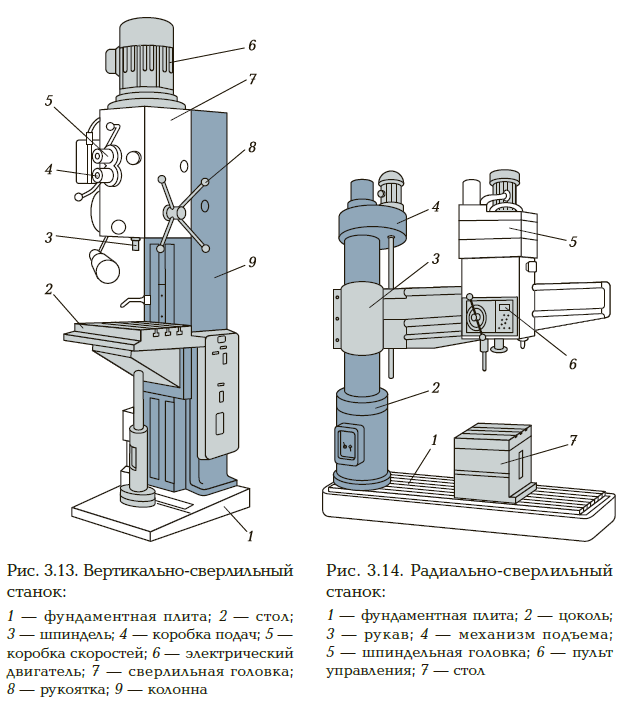 6
7
5
8
4
3
9
2
1
4
5
3
6
2
1
7
Рис. 3.13. Вертикально-сверлильный
станок:
1 — фундаментная плита; 2 — стол;
3 — шпиндель; 4 — коробка подач; 5 —
коробка скоростей; 6 — электрический
двигатель; 7 — сверлильная головка;
8 — рукоятка; 9 — колонна
Рис. 3.14. Радиально-сверлильный
станок:
1 — фундаментная плита; 2 — цоколь;
3 — рукав; 4 — механизм подъема;
5 — шпиндельная головка; 6 — пульт
управления; 7 — стол